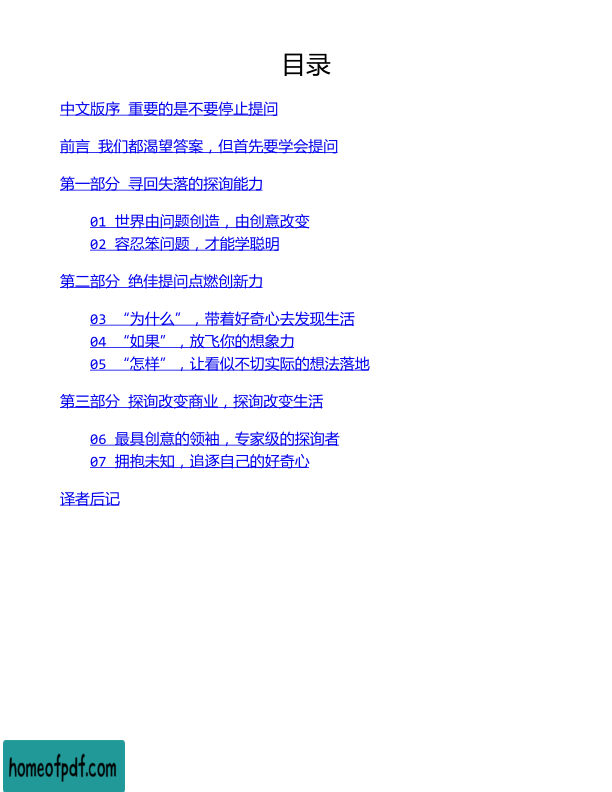 目录
中文版序 重要的是不要停止提问
前言 我们都渴望答案，但首先要学会提问
第一部分 寻回失落的探询能力
01 世界由问题创造，由创意改变
02 容忍笨问题，才能学聪明
第二部分 绝佳提问点燃创新力
03 “为什么”，带着好奇心去发现生活
04 “如果”，放飞你的想象力
05 “怎样”，让看似不切实际的想法落地
第三部分 探询改变商业，探询改变生活
06 最具创意的领袖，专家级的探询者
07 拥抱未知，追逐自己的好奇心
译者后记
homeofpdf.com